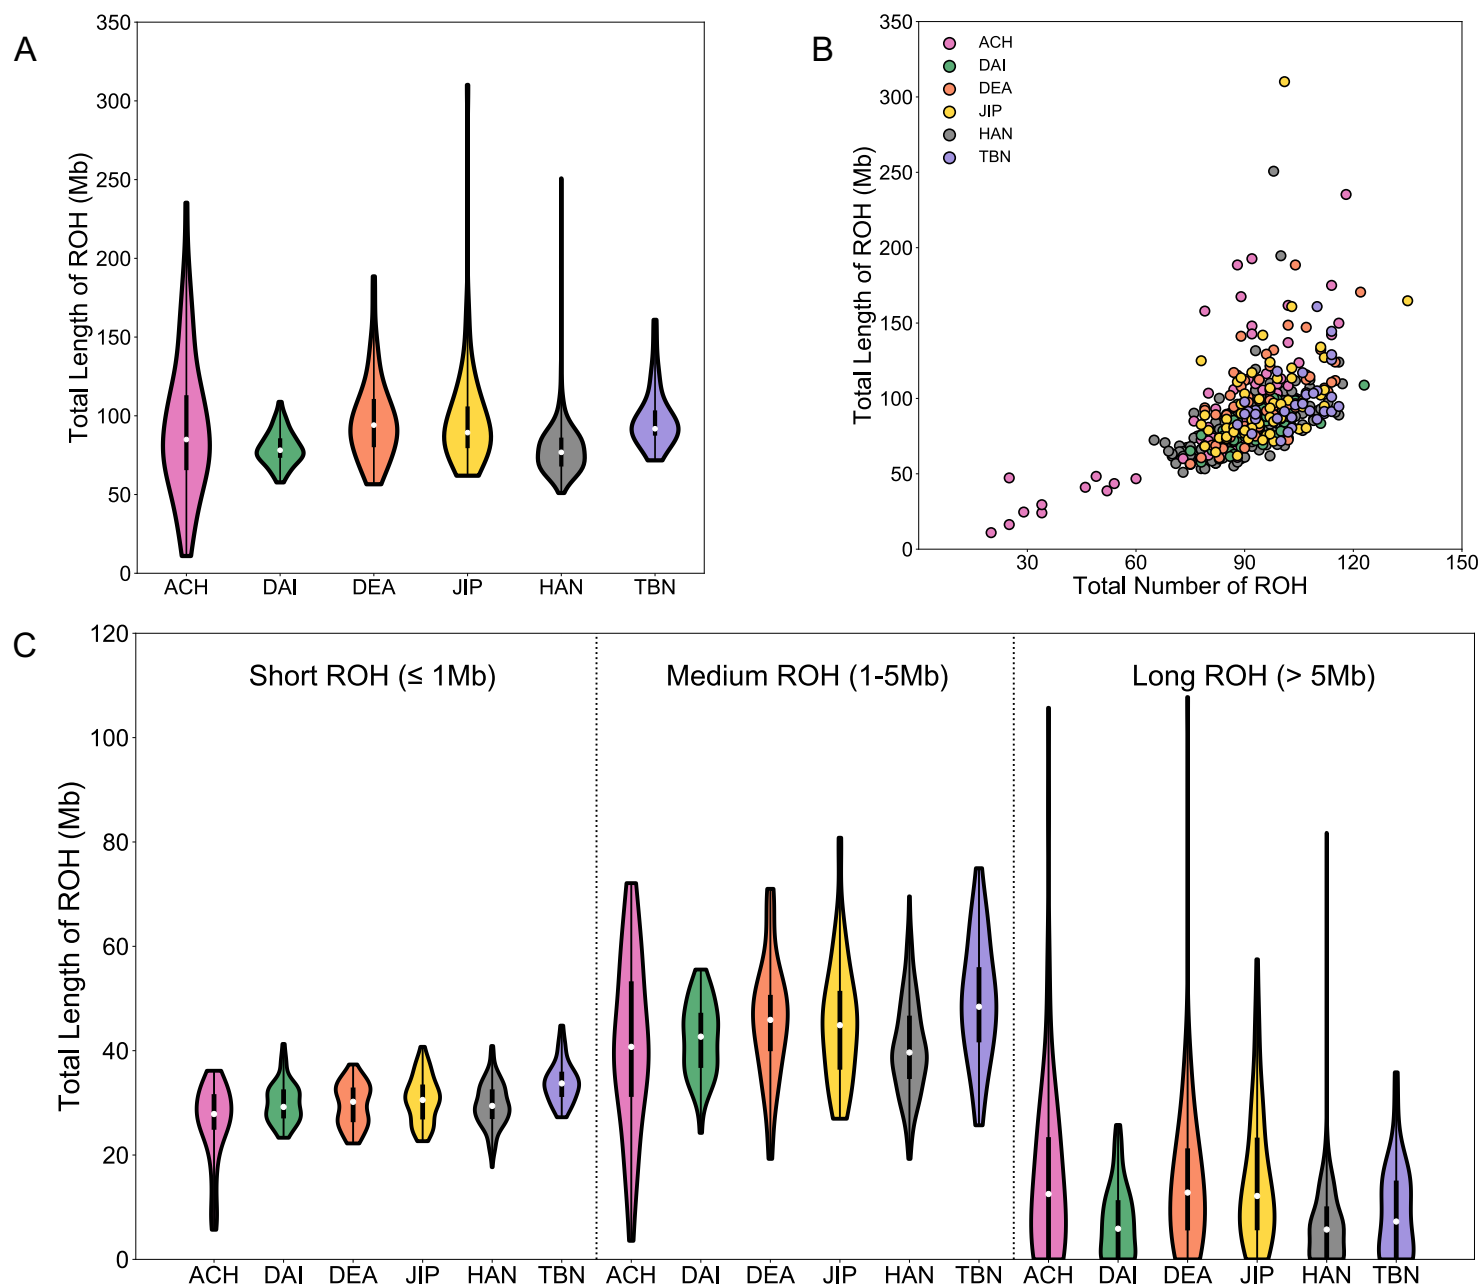 A
Total Length of ROH (Mb)
350
300
250
200
150
100
50
0
ACH DAI DEA JIP HAN TBN
B
Total Length of ROH (Mb)
350
300
250
200
150
100
50
0
ACH
DAI
DEA
JIP
HAN
TBN
30 60 90 120 150
Total Number of ROH
C
Total Length of ROH (Mb)
120
100
80
60
40
20
0
Short ROH (≤ 1Mb) Medium ROH (1-5Mb) Long ROH (> 5Mb)
ACH DAI DEA JIP HAN TBN ACH DAI DEA JIP HAN TBN ACH DAI DEA JIP HAN TBN